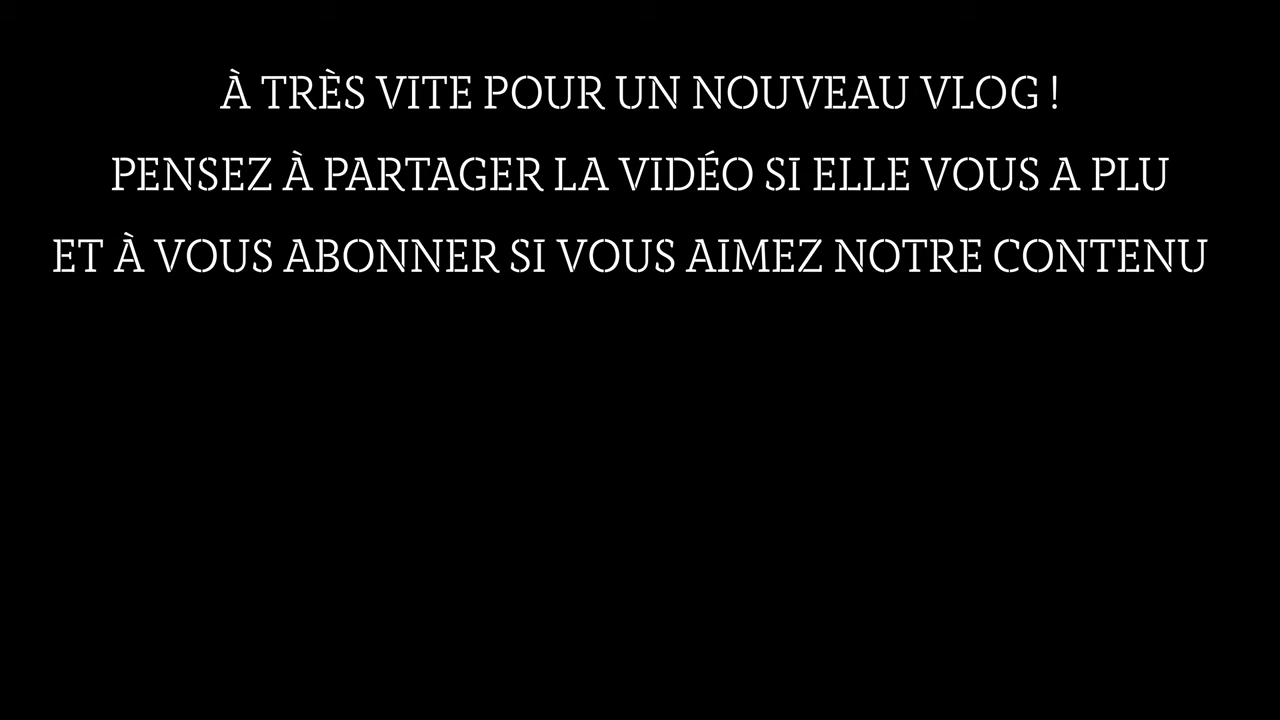 À TRÈS VITE POUR UN NOUVEAU VLOG !
PENSEZ À PARTAGER LA VIDÉO SI ELLE VOUS A PLU
ET À VOUS ABONNER SI VOUS AIMEZ NOTRE CONTENU